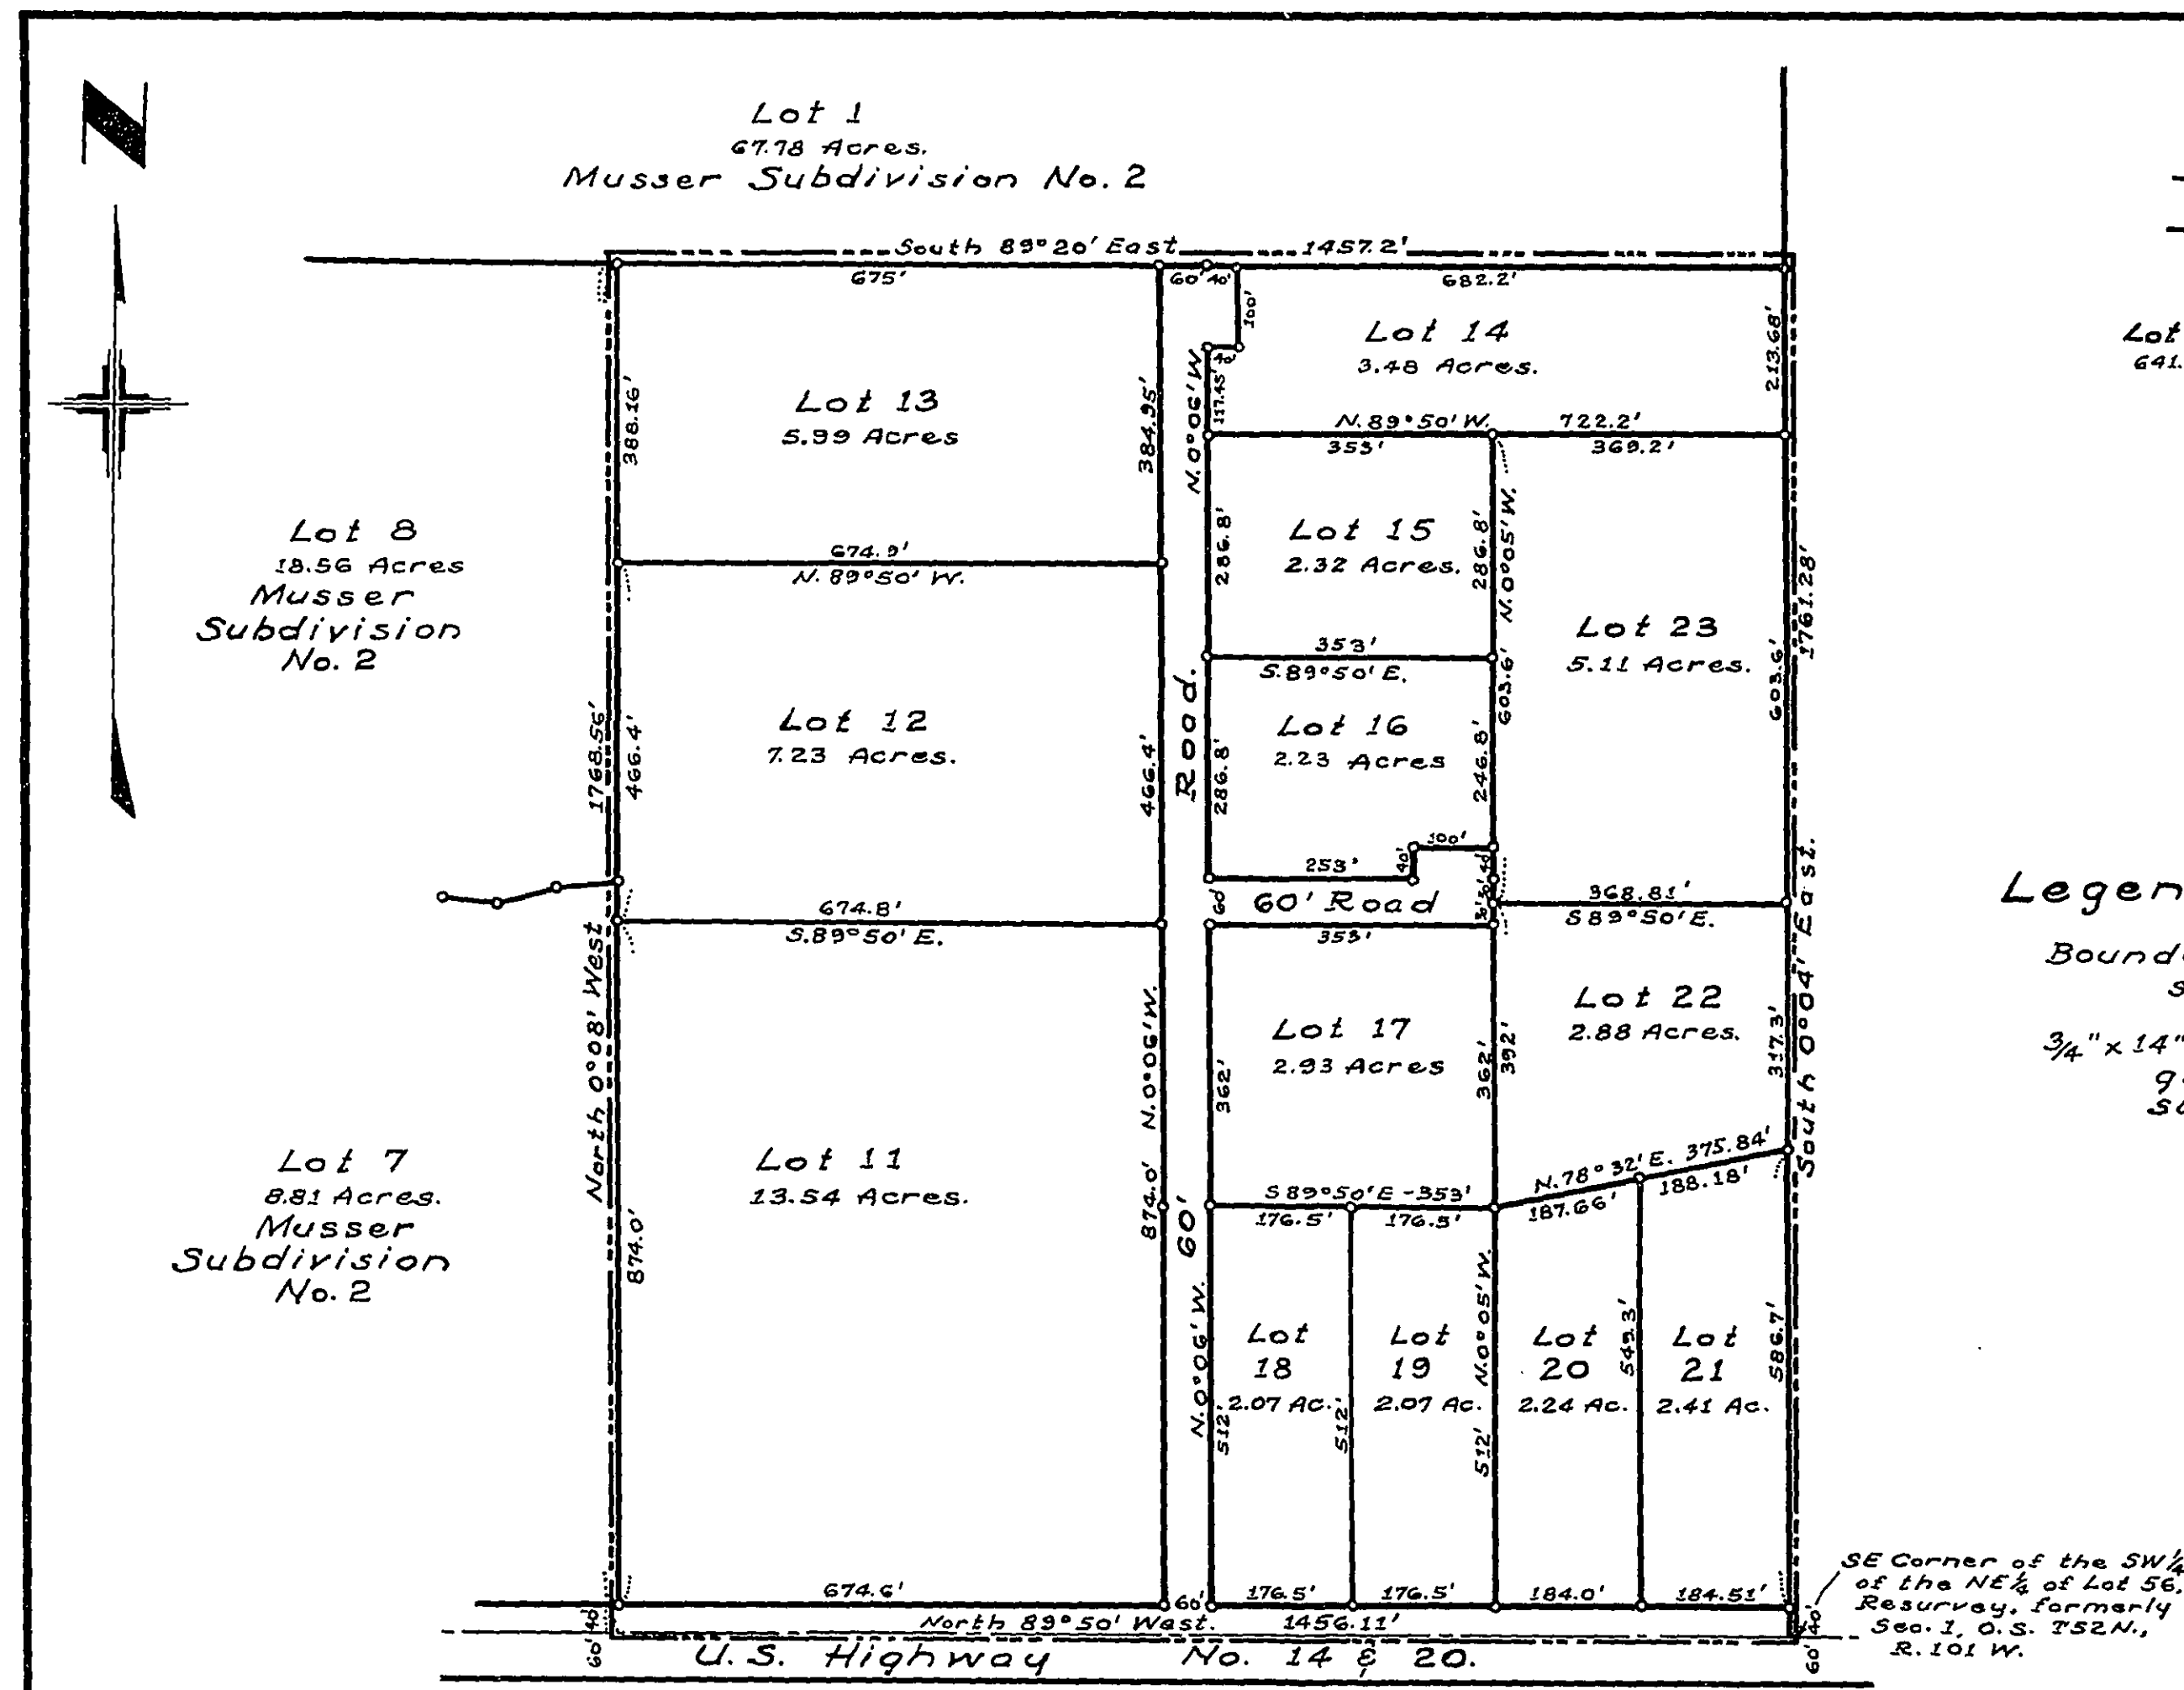 Lot 1
67.78 Acres.
Musser Subdivision No. 2
South 89°20' East 1457.2'
675'
60'
40'
682.2'
100'
40'
117.45'
N.0°06'W
Lot 14
3.48 Acres.
213.68'
Lot
641.
388.16'
Lot 13
5.99 Acres
384.95'
N.89°50'W. 722.2'
353'
369.2'
Lot 8
18.56 Acres
Musser
Subdivision
No. 2
674.9'
N.89°50' W.
286.8'
Lot 15
2.32 Acres.
286.8'
N.0°05'W.
Lot 23
5.11 Acres.
603.6'
603.6'
1761.28'
353'
S.89°50'E.
1768.56'
466.4'
Lot 12
7.23 Acres.
466.4'
Road.
286.8'
Lot 16
2.23 Acres
246.8'
100'
40'
253'
60'
60' Road
40'
30'
30'
368.81'
S89°50'E.
674.8'
S.89°50'E.
353'
Legen
Bound
S
3/4" x 14"
North 0°08' West
South 0°04' East.
N.0°06'W.
Lot 17
2.93 Acres
362'
362'
392'
Lot 22
2.88 Acres.
317.3'
Lot 7
8.81 Acres.
Musser
Subdivision
No. 2
Lot 11
13.54 Acres.
874.0'
874.0'
60'
N.78°32'E. 375.84'
187.66'
188.18'
S89°50'E-353'
176.5'
176.5'
N.0°06'W.
Lot
18
2.07 Ac.
512'
512'
Lot
19
2.07 Ac.
N.0°05'W.
512'
Lot
20
2.24 Ac.
549.3'
Lot
21
2.41 Ac.
586.7'
674.6'
60'
176.5'
176.5'
184.0'
184.51'
North 89°50' West. 1456.11'
40'
60'
40'
60'
U.S. Highway No. 14 & 20.
SE Corner of the SW1/4
of the NE1/4 of Lot 56,
Resurvey, formerly
Sec. 1, O.S. T52N.,
R.101 W.